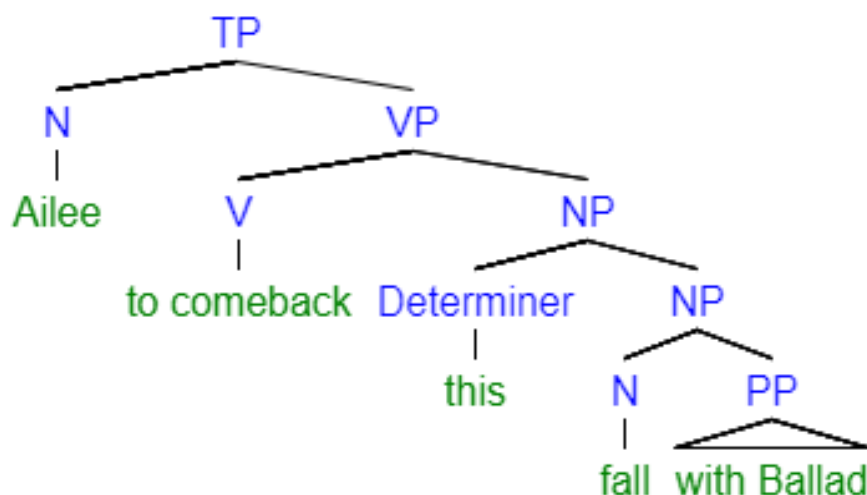 TP
N VP
Ailee V NP
to comeback Determiner NP
this N PP
fall with Ballad